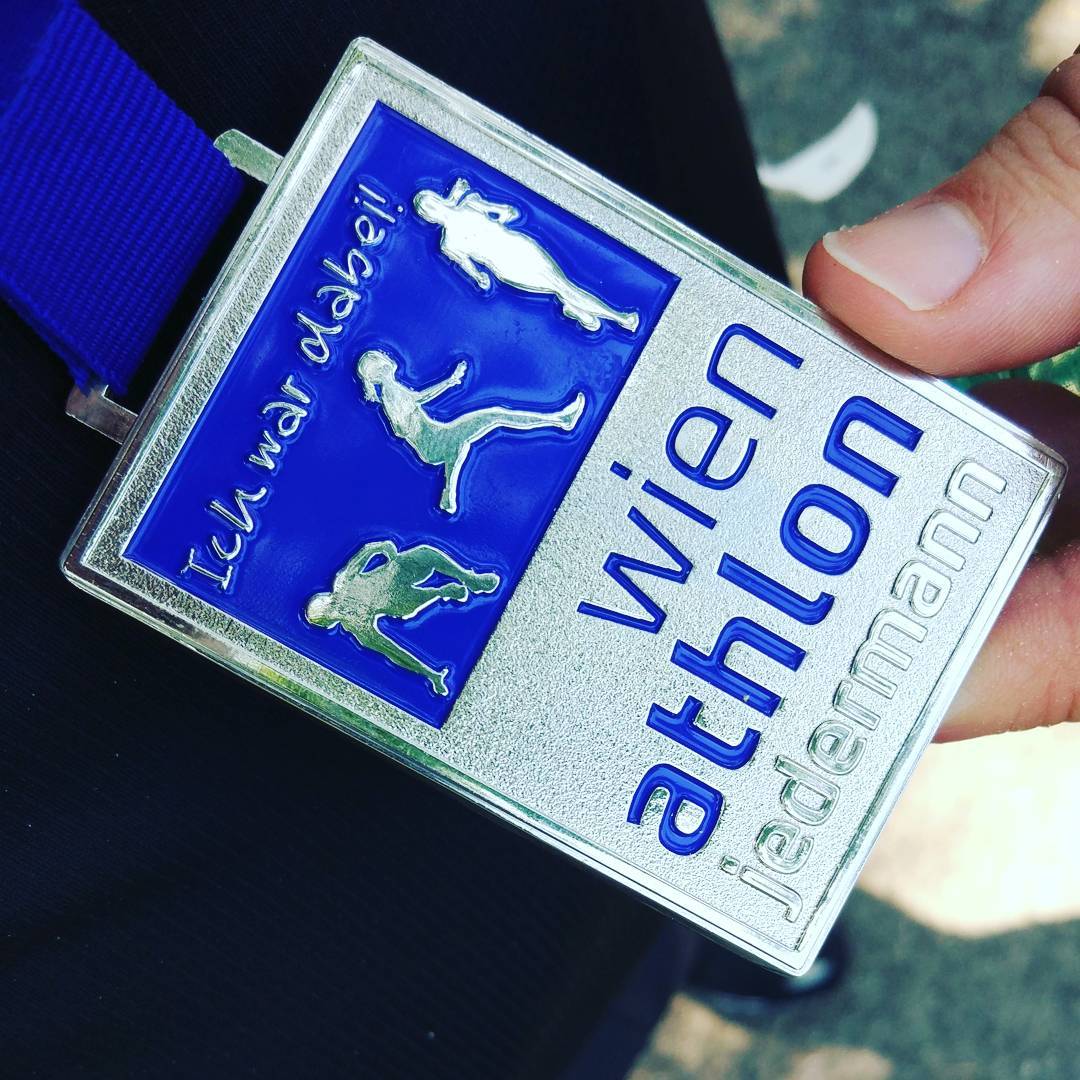 Ich war dabei!
wien
athlon
jedermann